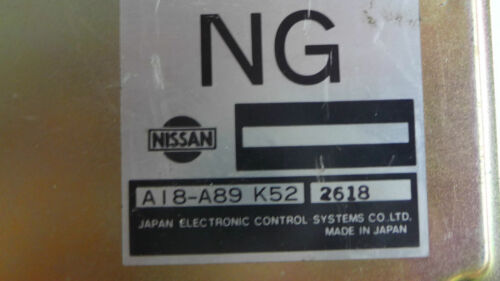 NG
NISSAN
A18-A89 K52 2618
JAPAN ELECTRONIC CONTROL SYSTEMS CO.LTD.
MADE IN JAPAN